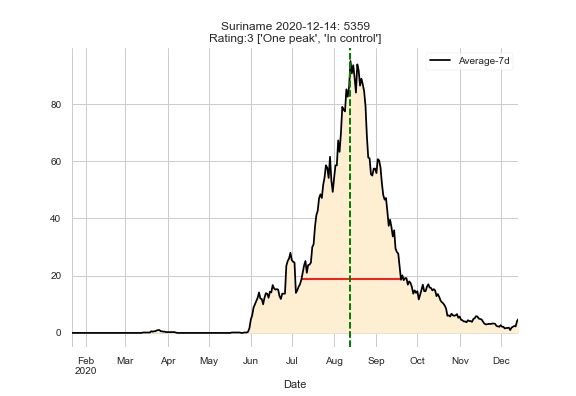 Suriname 2020-12-14: 5359
Rating:3 ['One peak', 'In control']
Average-7d
80
60
40
20
0
Feb Mar Apr May Jun Jul Aug Sep Oct Nov Dec
2020
Date